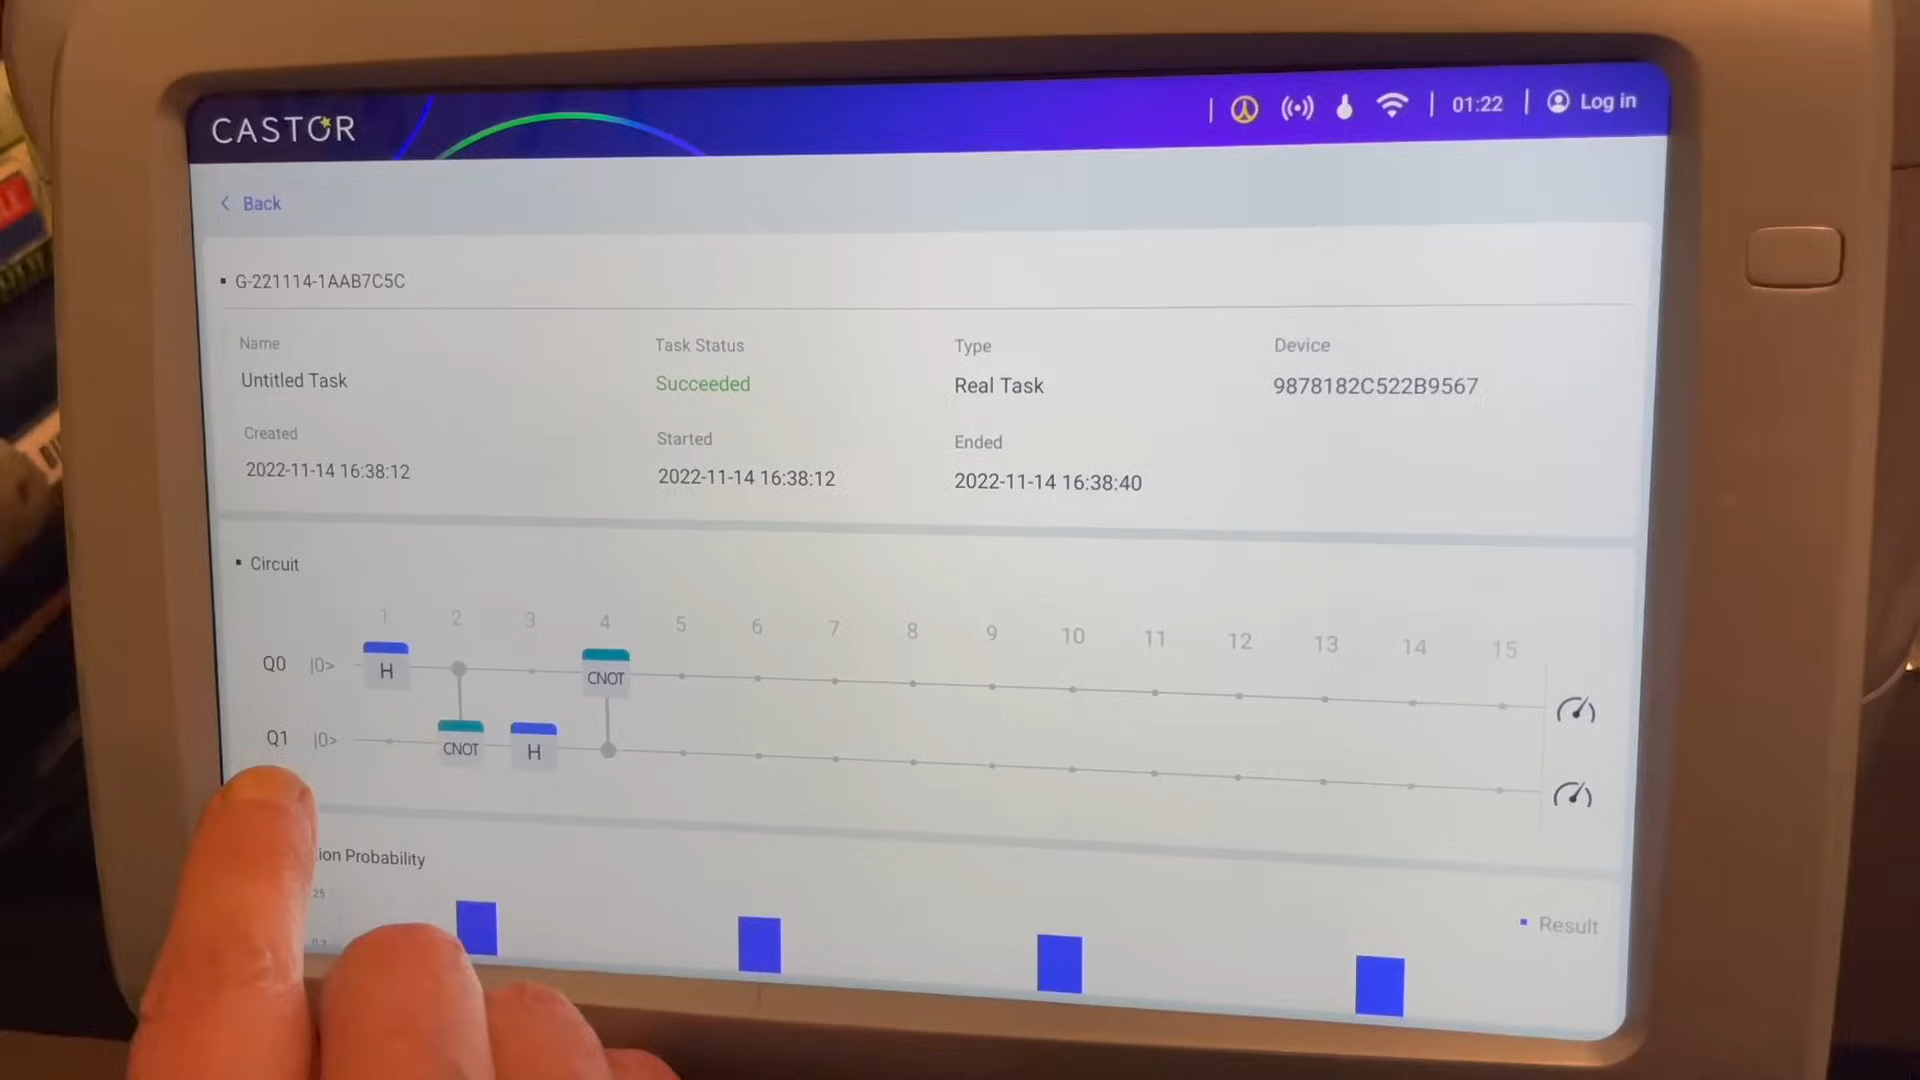 CASTOR
01:22
Log in
Back
G-221114-1AAB7C5C
Name
Task Status
Type
Device
Untitled Task
Succeeded
Real Task
9878182C522B9567
Created
Started
Ended
2022-11-14 16:38:12
2022-11-14 16:38:12
2022-11-14 16:38:40
Circuit
1 2 3 4 5 6 7 8 9 10 11 12 13 14 15
Q0 |0> H CNOT
Q1 |0> CNOT H
Probability
Result